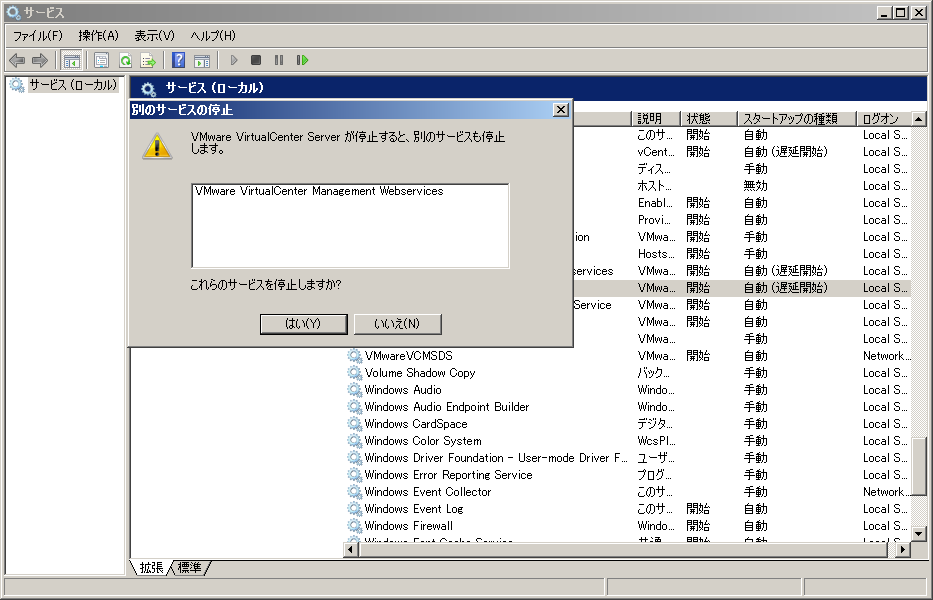 サービス
ファイル(F) 操作(A) 表示(V) ヘルプ(H)
サービス (ローカル)
サービス (ローカル)
別のサービスの停止
VMware VirtualCenter Server が停止すると、別のサービスも停止
します。
VMware VirtualCenter Management Webservices
これらのサービスを停止しますか?
はい(Y) いいえ(N)
説明 状態 スタートアップの種類 ログオン
このサ... 開始 自動 Local S...
vCent... 開始 自動 (遅延開始) Local S...
ディス... 手動 Local S...
ホスト... 無効 Local S...
Enabl... 開始 自動 Local S...
Provi... 開始 自動 Local S...
ion VMwa... 開始 手動 Local S...
Hosts... 開始 手動 Local S...
services VMwa... 開始 自動 (遅延開始) Local S...
VMwa... 開始 自動 (遅延開始) Local S...
Service VMwa... 開始 自動 Local S...
VMwa... 開始 自動 Local S...
VMwa... 手動 Local S...
VMwareVCMSDS VMwa... 開始 自動 Network...
Volume Shadow Copy バック... 手動 Local S...
Windows Audio Windo... 手動 Local S...
Windows Audio Endpoint Builder Windo... 手動 Local S...
Windows CardSpace デジタ... 手動 Local S...
Windows Color System WcsPl... 手動 Local S...
Windows Driver Foundation - User-mode Driver F... ユーザ... 手動 Local S...
Windows Error Reporting Service プログ... 手動 Local S...
Windows Event Collector このサ... 手動 Network...
Windows Event Log このサ... 開始 自動 Local S...
Windows Firewall Windo... 開始 自動 Local S...
Windows Font Cache Service 共通... 開始 自動 Local S...
拡張 標準